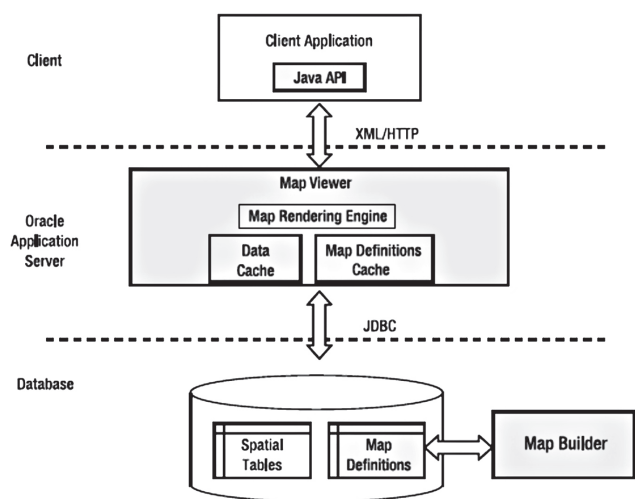 Client
Client Application
Java API
XML/HTTP
Oracle
Application
Server
Map Viewer
Map Rendering Engine
Data
Cache
Map Definitions
Cache
JDBC
Database
Spatial
Tables
Map
Definitions
Map Builder